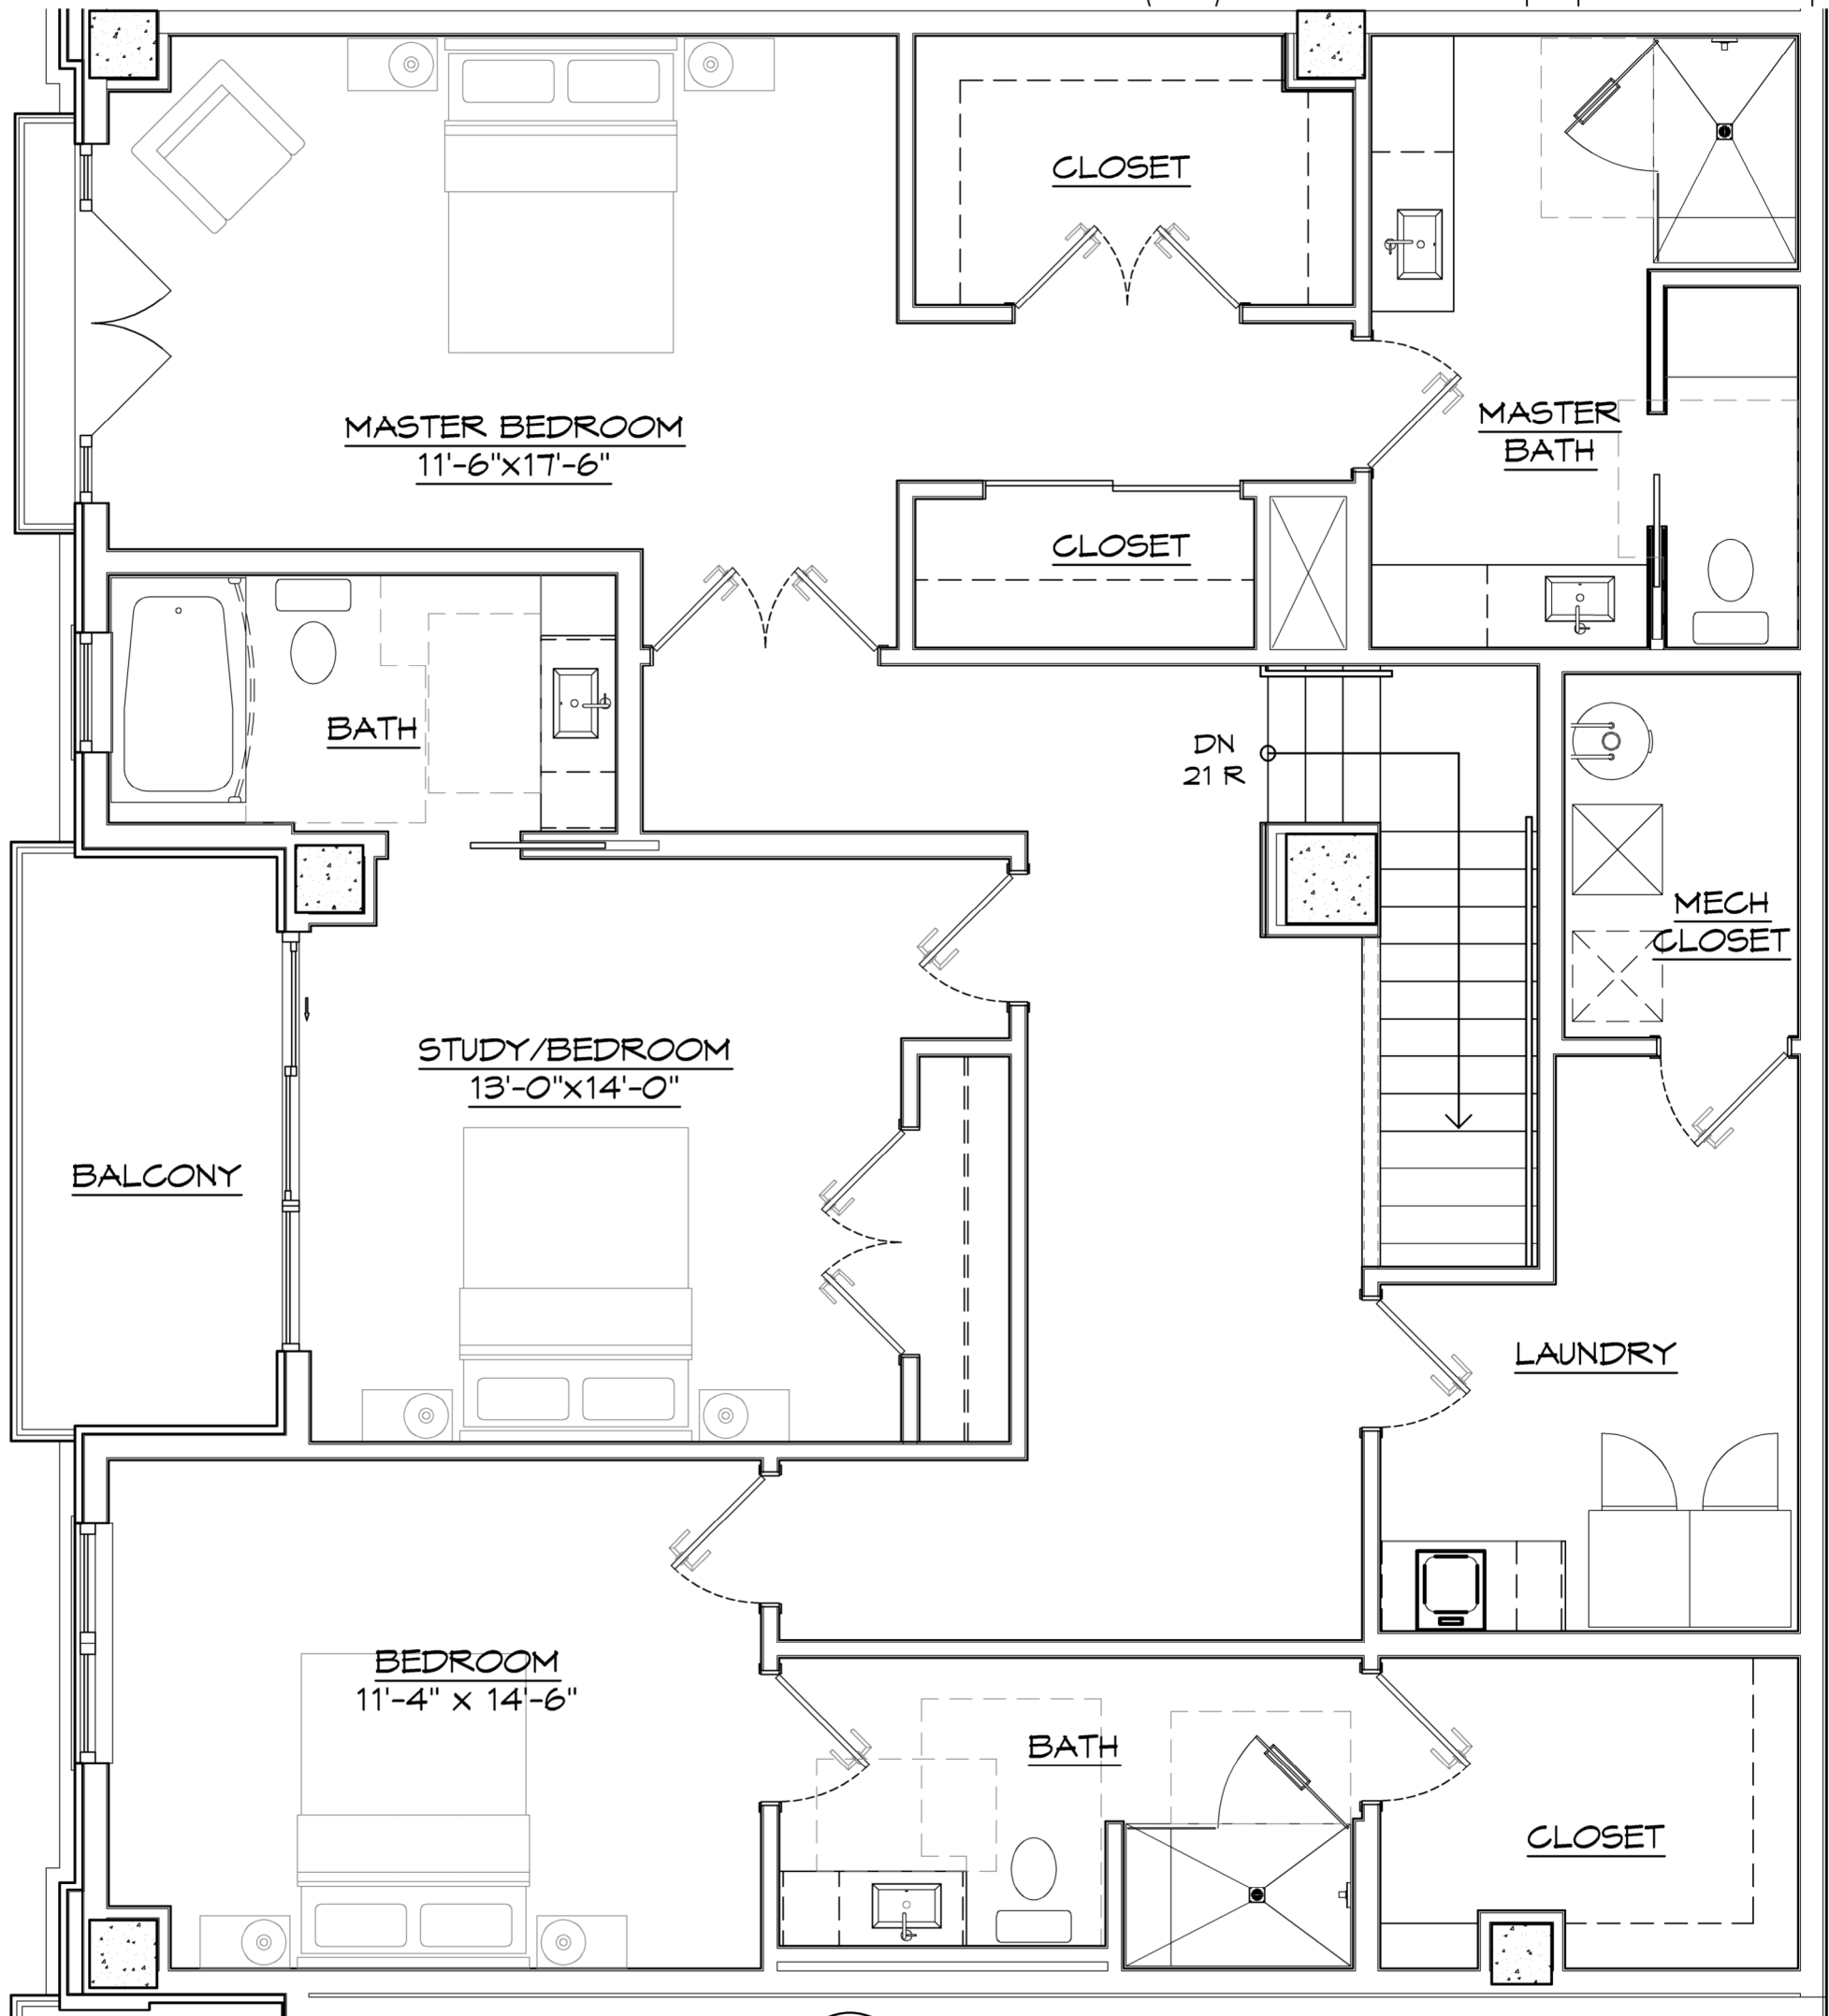 CLOSET
MASTER BEDROOM
11'-6"x17'-6"
MASTER
BATH
CLOSET
BATH
DN
21 R
MECH
CLOSET
STUDY/BEDROOM
13'-0"x14'-0"
BALCONY
LAUNDRY
BEDROOM
11'-4" x 14'-6"
BATH
CLOSET